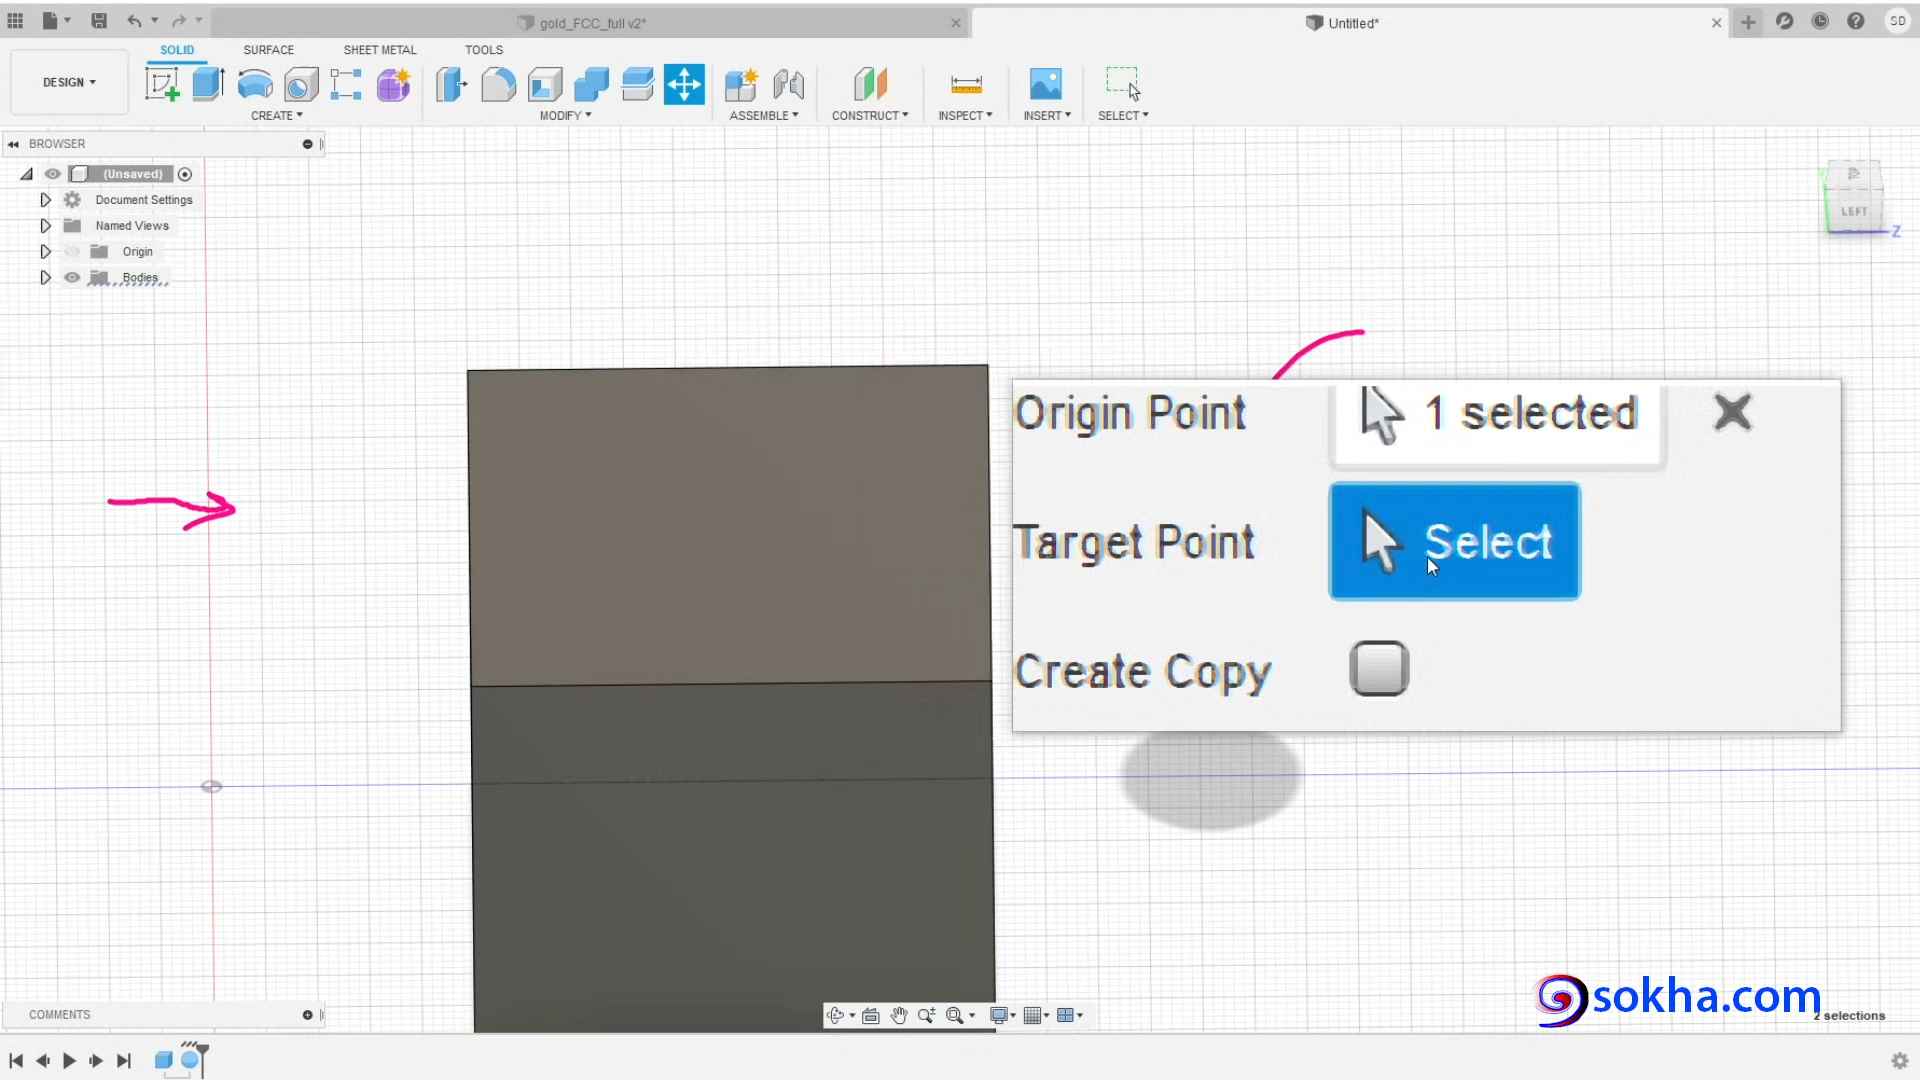 gold_FCC_full v2*
Untitled*
SD
SOLID
SURFACE
SHEET METAL
TOOLS
DESIGN
CREATE
MODIFY
ASSEMBLE
CONSTRUCT
INSPECT
INSERT
SELECT
BROWSER
(Unsaved)
Document Settings
Named Views
Origin
Bodies
LEFT
Z
Origin Point
1 selected
Target Point
Select
Create Copy
sokha.com
2 selections
COMMENTS